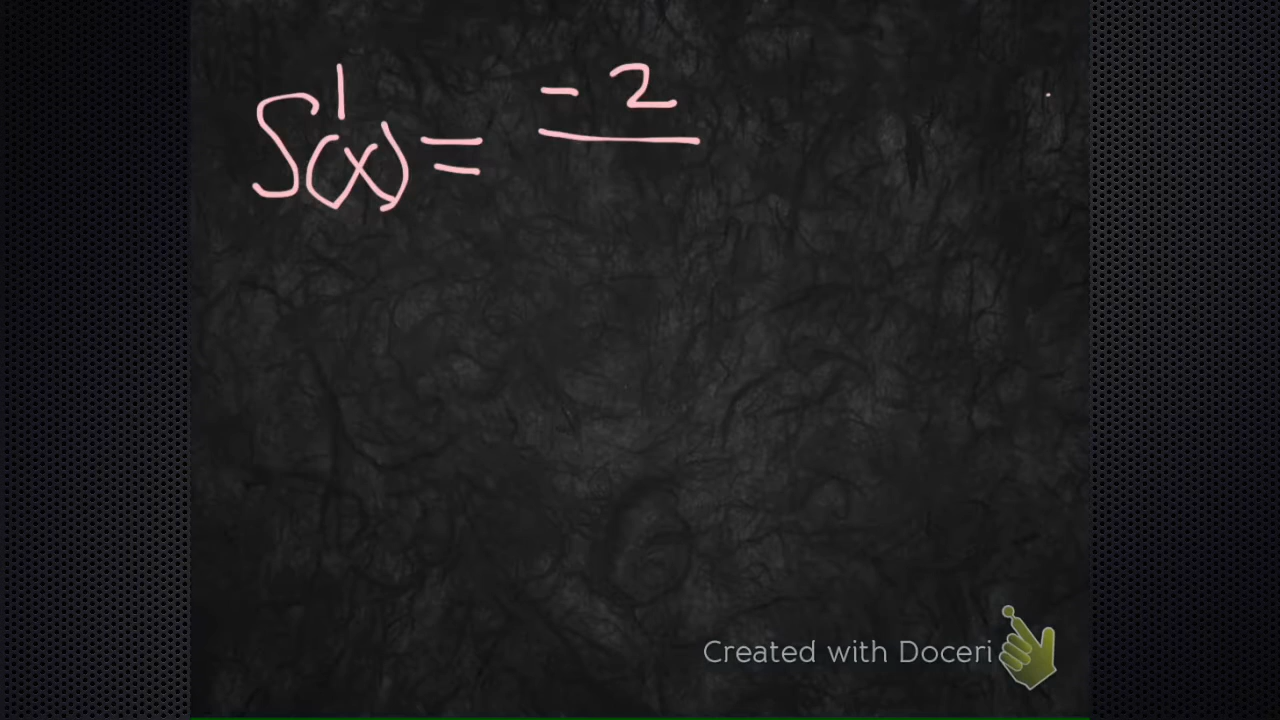 S'(x) = -2
Created with Doceri